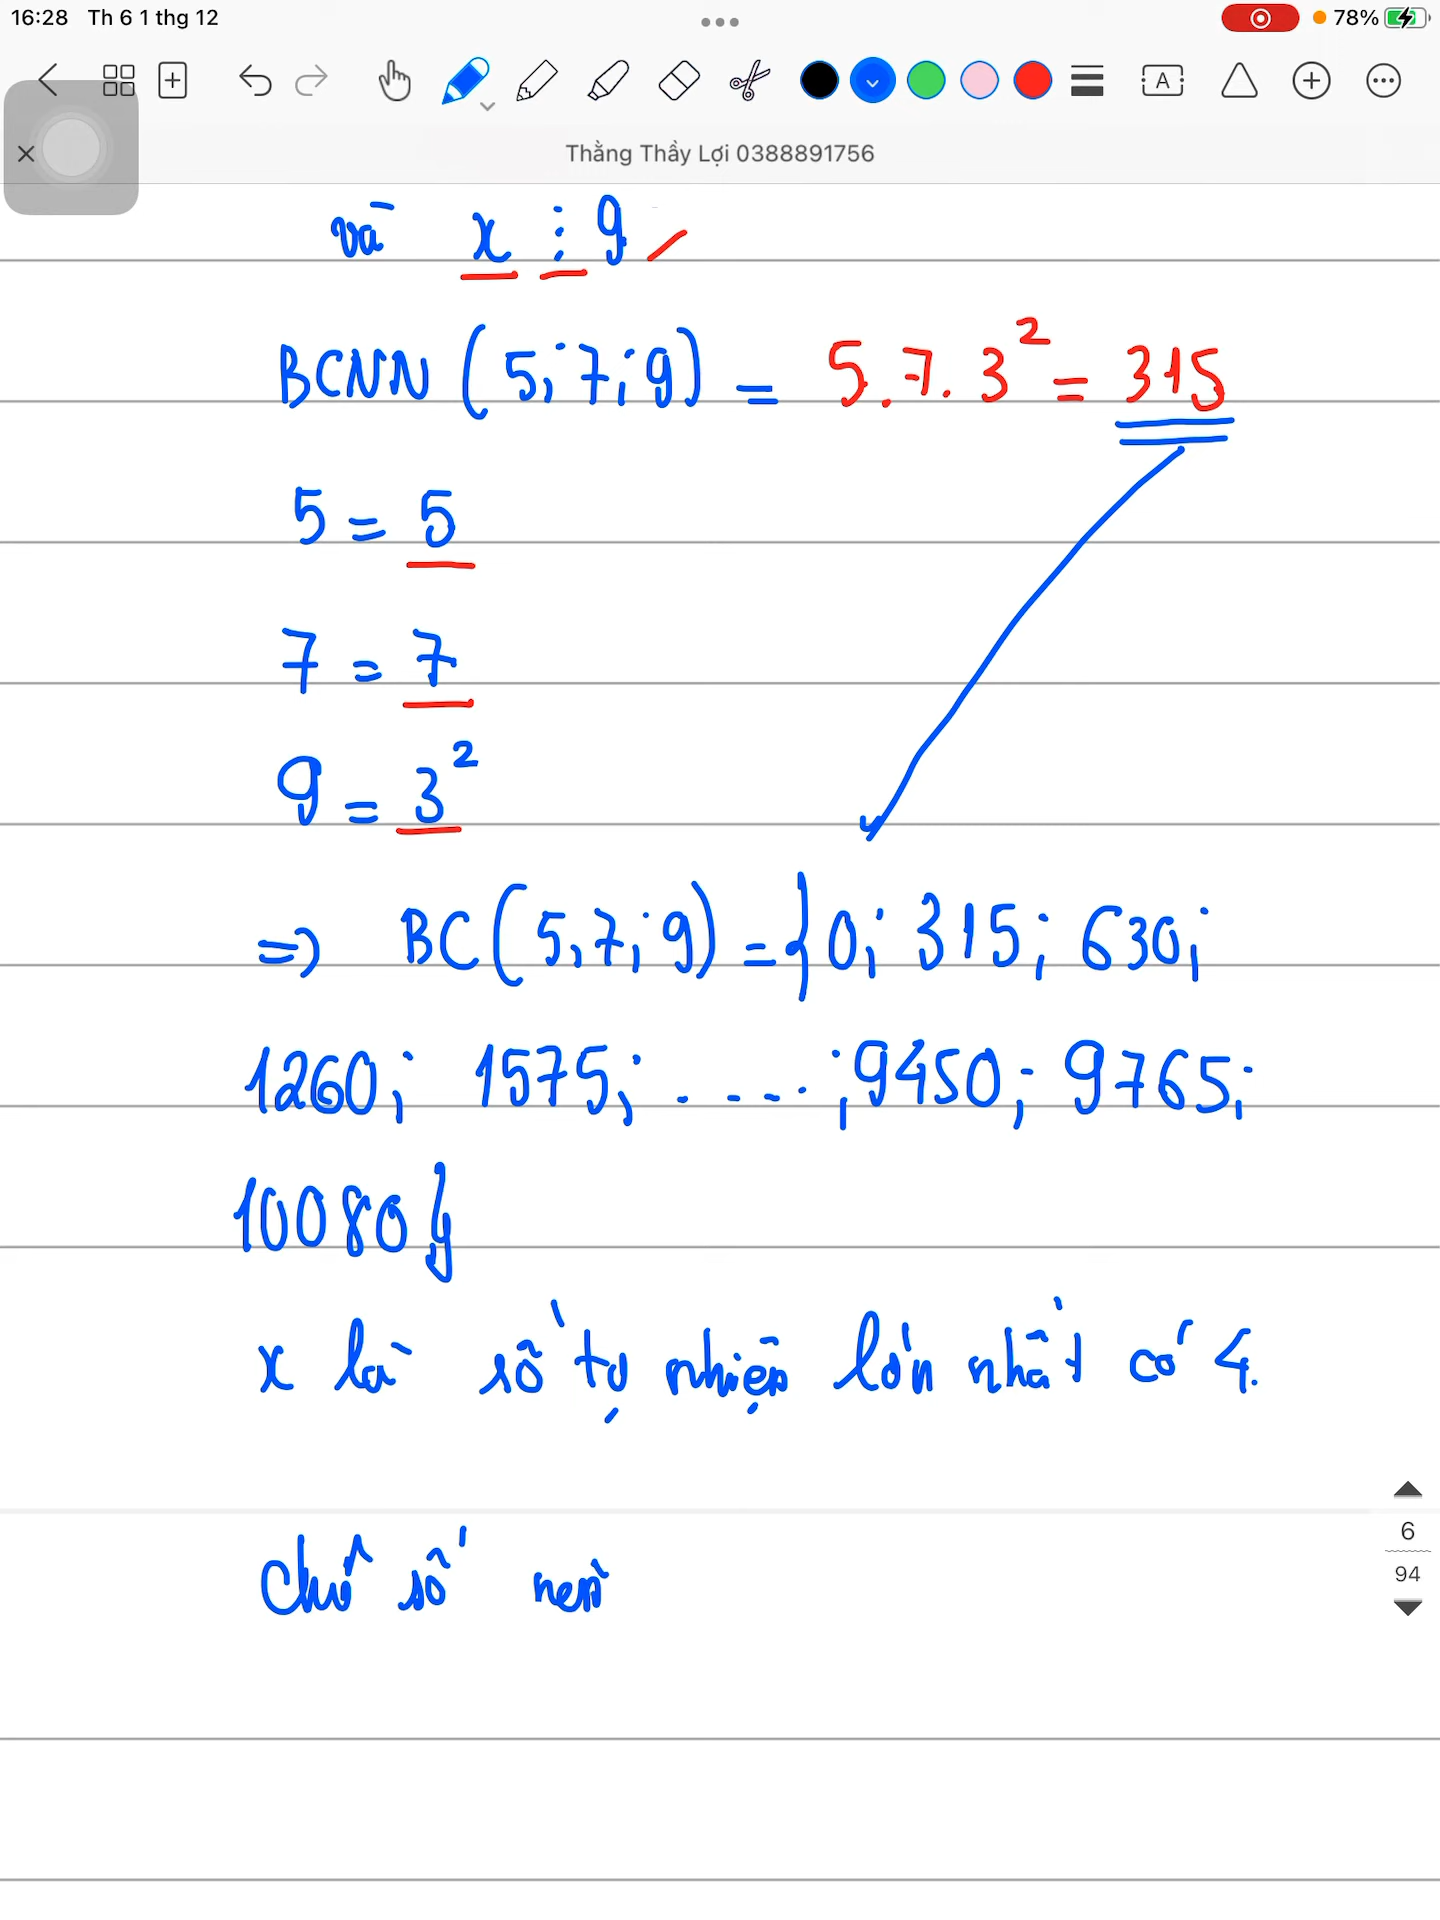 16:28 Th 6 1 thg 12 78%
A
Thằng Thầy Lợi 0388891756
và x ⋮ 9
BCNN (5; 7; 9) = 5.7.3² = 315
5 = 5
7 = 7
9 = 3²
=> BC(5,7;9) = {0; 315; 630;
1260; 1575; ....;9450; 9765;
10080}
x là số tự nhiên lớn nhất có 4.
6
chữ số nên
94